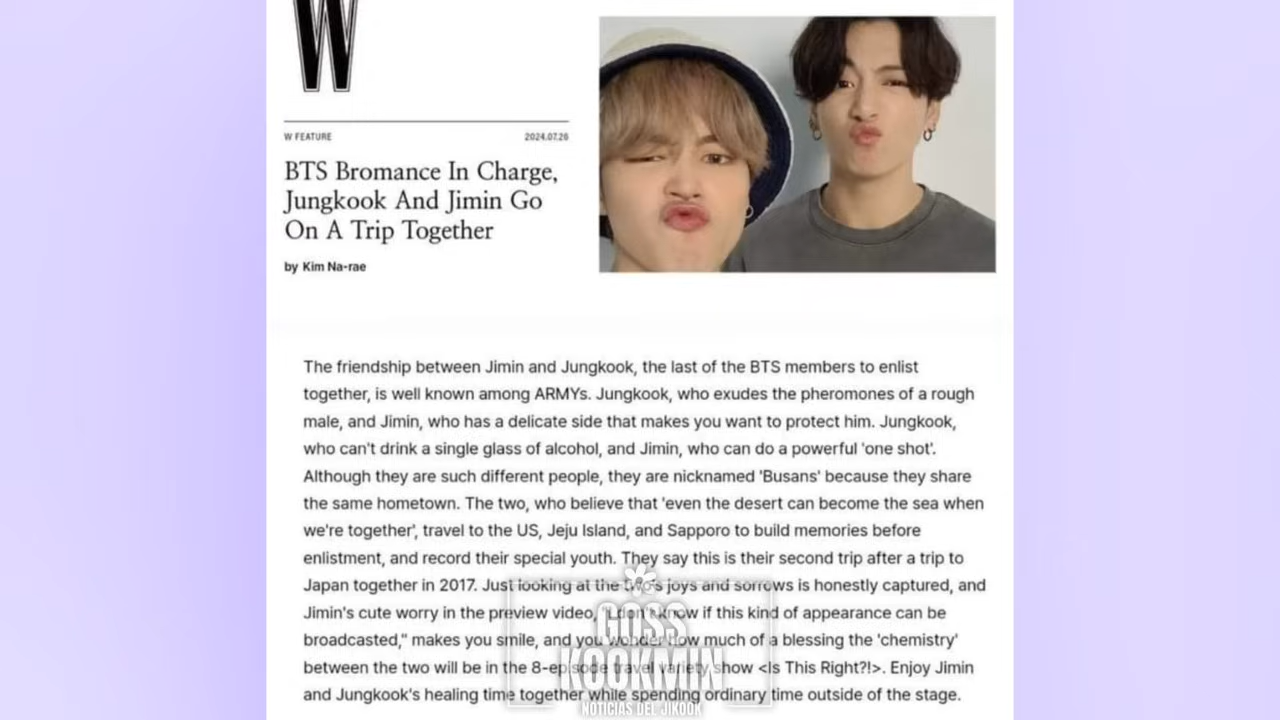 W
W FEATURE
2024.07.26
BTS Bromance In Charge,
Jungkook And Jimin Go
On A Trip Together
by Kim Na-rae
The friendship between Jimin and Jungkook, the last of the BTS members to enlist
together, is well known among ARMYs. Jungkook, who exudes the pheromones of a rough
male, and Jimin, who has a delicate side that makes you want to protect him. Jungkook,
who can't drink a single glass of alcohol, and Jimin, who can do a powerful 'one shot'.
Although they are such different people, they are nicknamed 'Busans' because they share
the same hometown. The two, who believe that 'even the desert can become the sea when
we're together', travel to the US, Jeju Island, and Sapporo to build memories before
enlistment, and record their special youth. They say this is their second trip after a trip to
Japan together in 2017. Just looking at the two's joys and sorrows is honestly captured, and
Jimin's cute worry in the preview video, "I don't know if this kind of appearance can be
broadcasted," makes you smile, and you wonder how much of a blessing the 'chemistry'
between the two will be in the 8-episode travel variety show <Is This Right?!>. Enjoy Jimin
and Jungkook's healing time together while spending ordinary time outside of the stage.
GOSS
KOOKMIN
NOTICIAS DEL JIKOOK